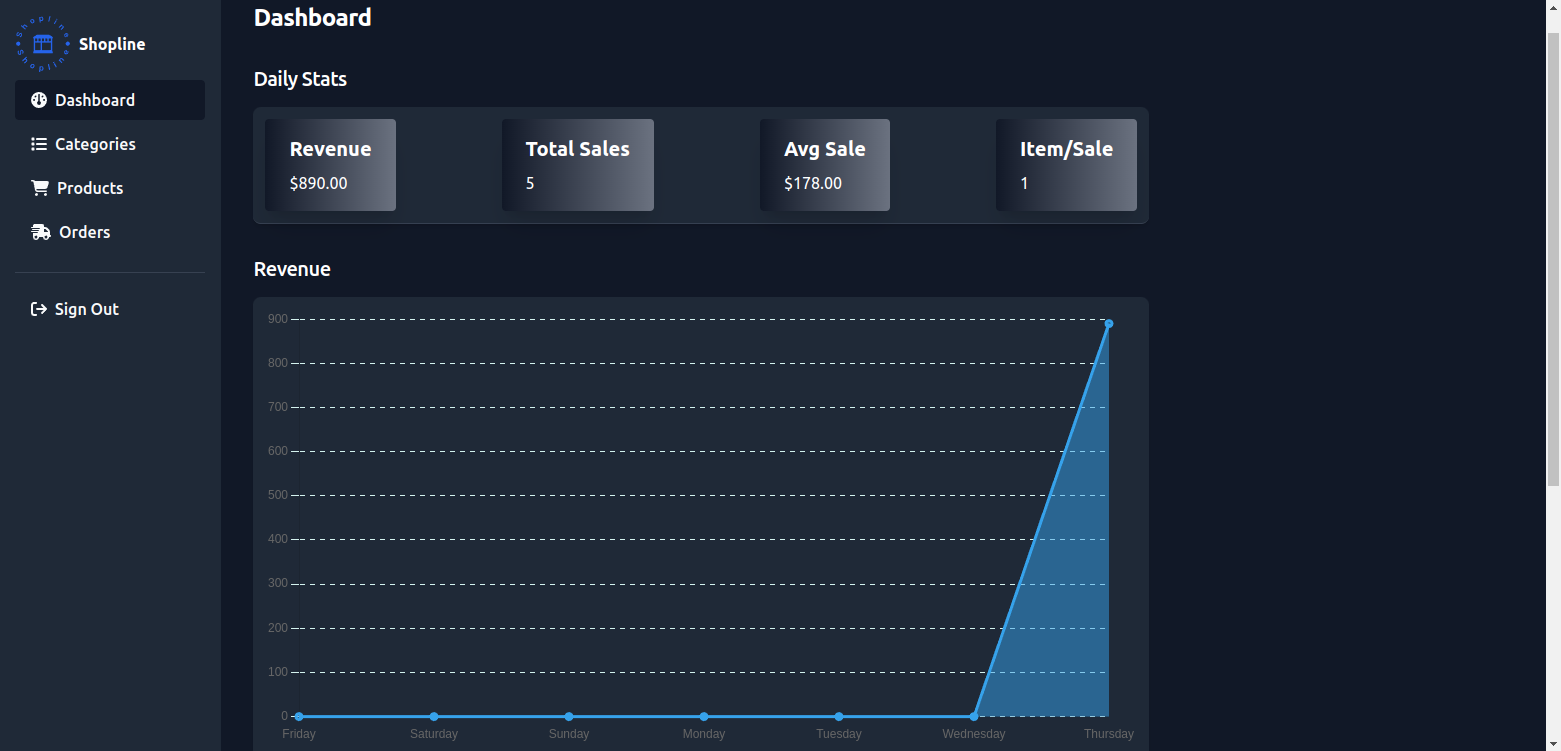 Shopline Shopline
Shopline
Dashboard
Categories
Products
Orders
Sign Out
Dashboard
Daily Stats
Revenue
$890.00
Total Sales
5
Avg Sale
$178.00
Item/Sale
1
Revenue
900
800
700
600
500
400
300
200
100
0
Friday Saturday Sunday Monday Tuesday Wednesday Thursday